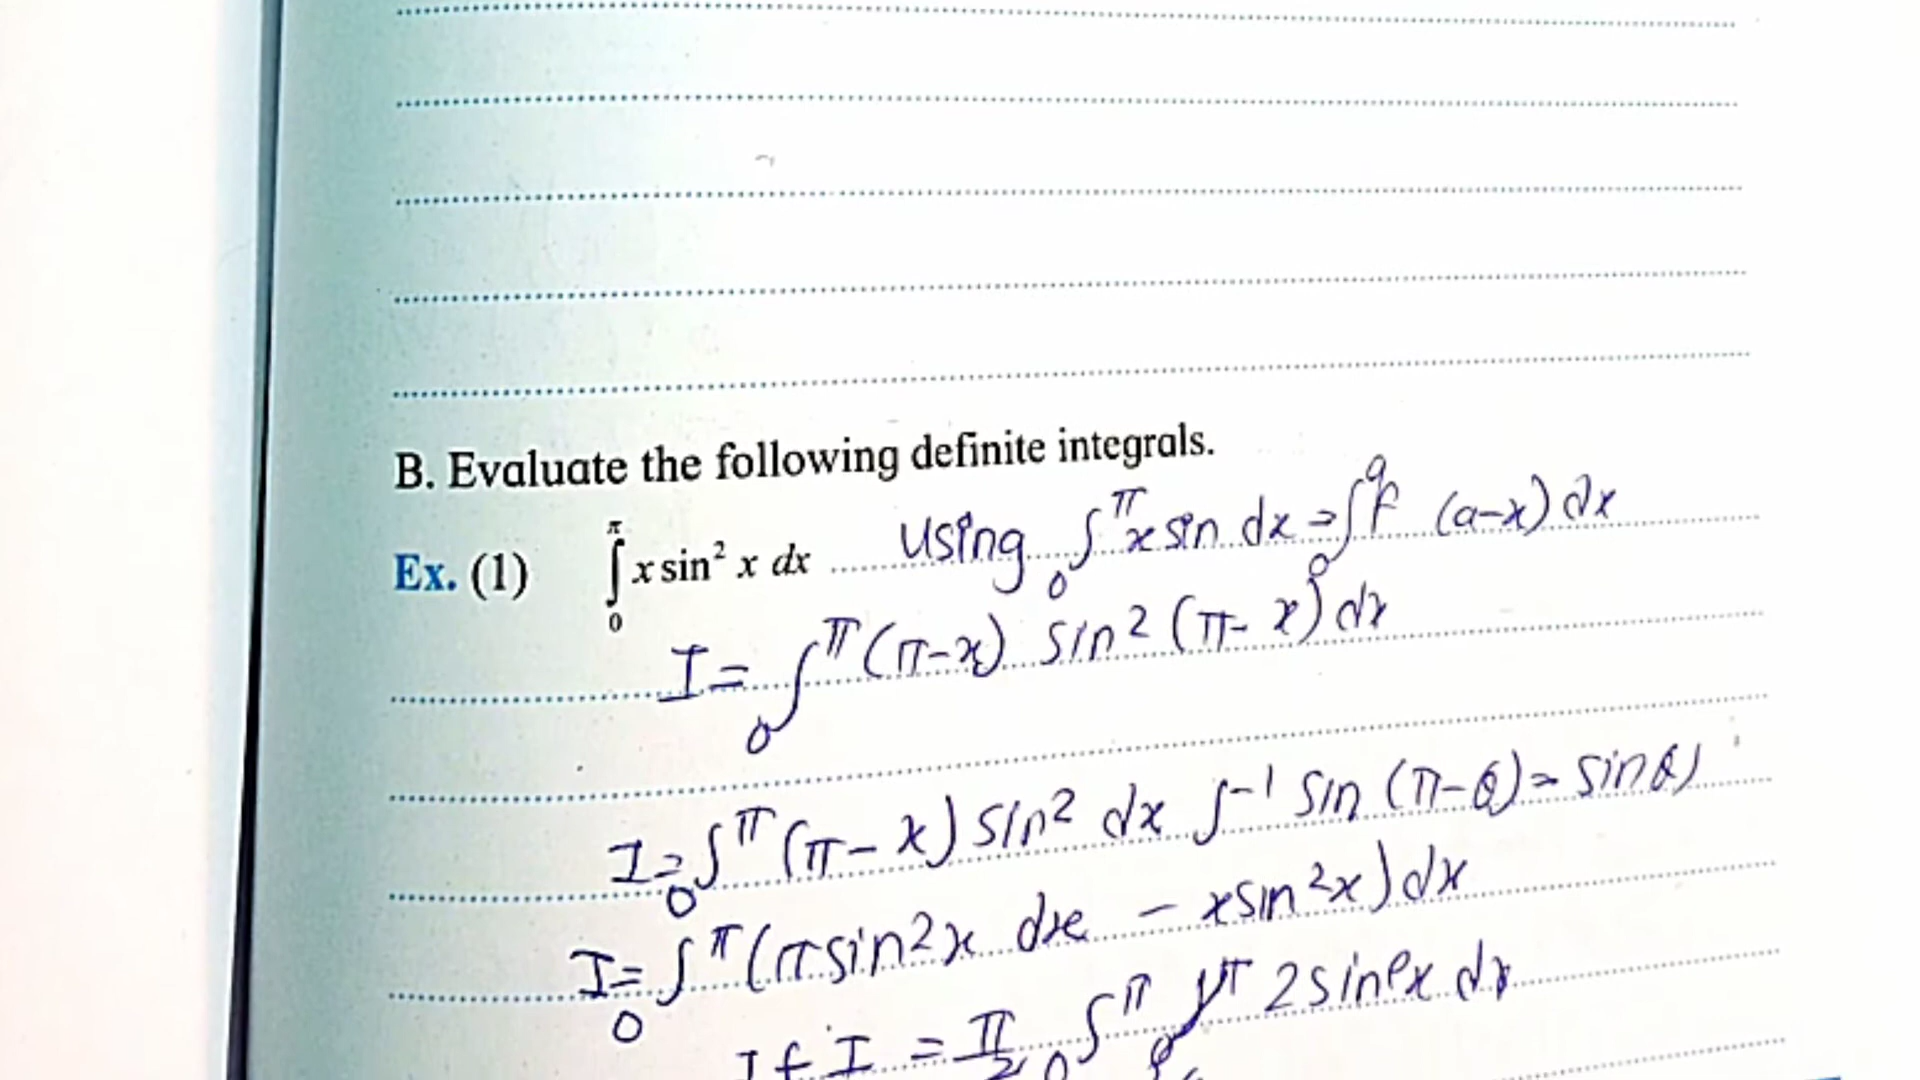 B. Evaluate the following definite integrals.
Ex. (1) ∫₀^π x sin² x dx using ∫₀^π x sin dx = ∫₀^a f (a-x) dx
I = ∫₀^π (π-x) sin² (π-x) dx
I = ∫₀^π (π-x) sin² dx ∫-1 sin (π-θ) = sinθ)
I = ∫₀^π (π sin²x dx - x sin²x) dx
I + I = π/2 ∫₀^π 2 sin²x dx